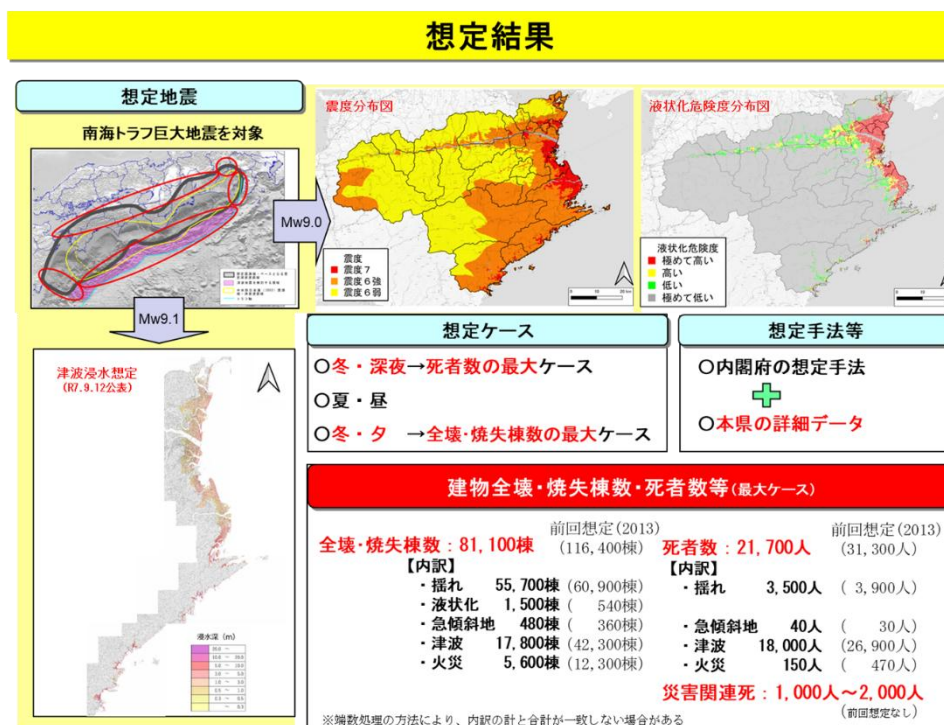 想定結果
想定地震
南海トラフ巨大地震を対象
Mw9.0
Mw9.1
震度分布図
震度
震度7
震度6強
震度6弱
液状化危険度分布図
液状化危険度
極めて高い
高い
低い
極めて低い
津波浸水想定
(R7.9.12公表)
浸水深 (m)
想定ケース
〇冬・深夜→死者数の最大ケース
〇夏・昼
〇冬・夕 →全壊・焼失棟数の最大ケース
想定手法等
〇内閣府の想定手法
〇本県の詳細データ
建物全壊・焼失棟数・死者数等(最大ケース)
前回想定(2013)
全壊・焼失棟数：81,100棟 (116,400棟)
【内訳】
・揺れ 55,700棟 (60,900棟)
・液状化 1,500棟 ( 540棟)
・急傾斜地 480棟 ( 360棟)
・津波 17,800棟 (42,300棟)
・火災 5,600棟 (12,300棟)
前回想定(2013)
死者数：21,700人 (31,300人)
【内訳】
・揺れ 3,500人 ( 3,900人)
・急傾斜地 40人 ( 30人)
・津波 18,000人 (26,900人)
・火災 150人 ( 470人)
災害関連死：1,000人～2,000人
(前回想定なし)
※端数処理の方法により、内訳の計と合計が一致しない場合がある